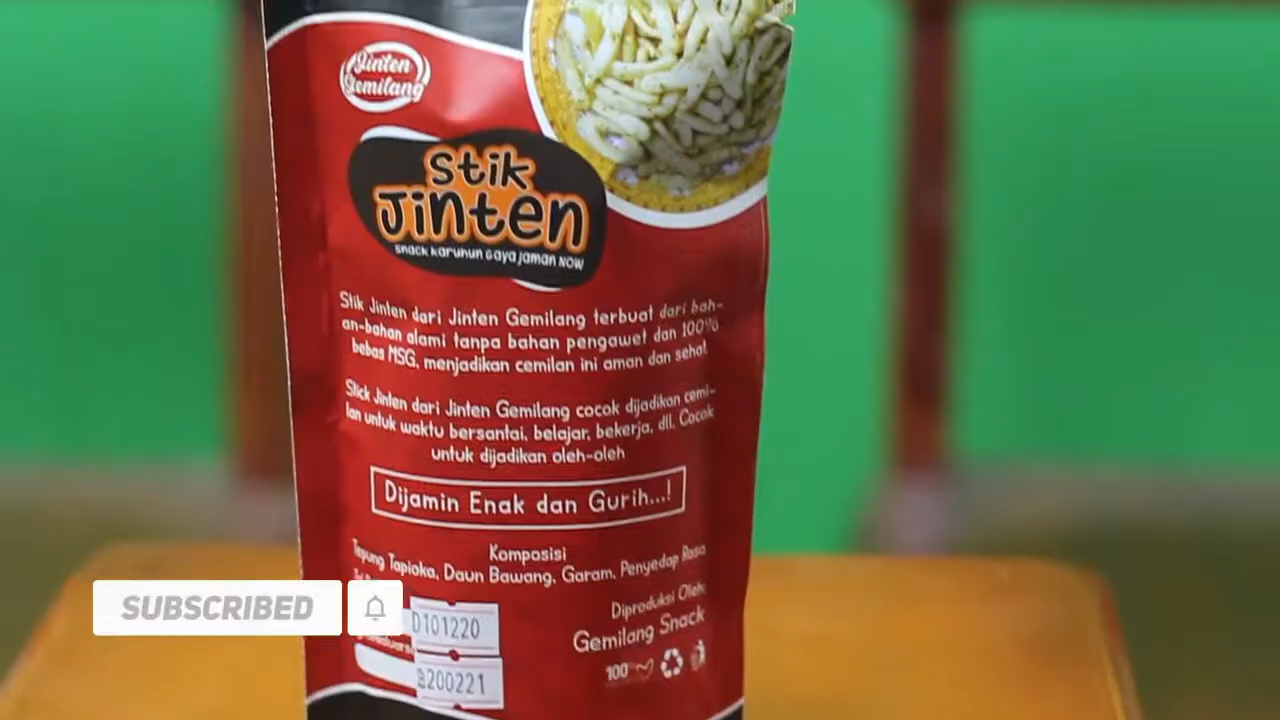 Jinten
Gemilang
Stik
Jinten
Snack Karuhun Gaya Jaman NOW
Stik Jinten dari Jinten Gemilang terbuat dari bah-
an-bahan alami tanpa bahan pengawet dan 100%
bebas MSG, menjadikan cemilan ini aman dan sehat
Stick Jinten dari Jinten Gemilang cocok dijadikan cemi-
lan untuk waktu bersantai, belajar, bekerja, dll. Cocok
untuk dijadikan oleh-oleh
Dijamin Enak dan Gurih...!
Komposisi
Tepung Tapioka, Daun Bawang, Garam, Penyedap Rasa
Diproduksi Oleh:
Gemilang Snack
100
SUBSCRIBED
D101220
B200221